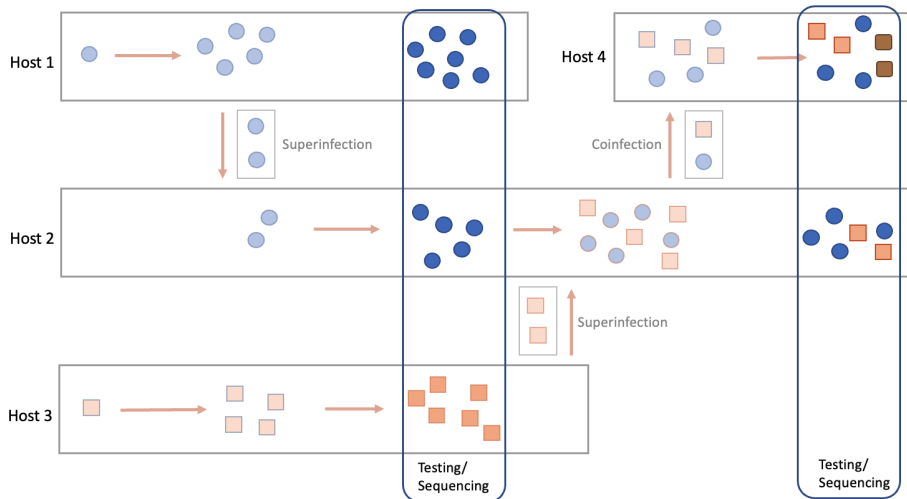 Host 1
Host 4
Superinfection
Coinfection
Host 2
Superinfection
Host 3
Testing/
Sequencing
Testing/
Sequencing